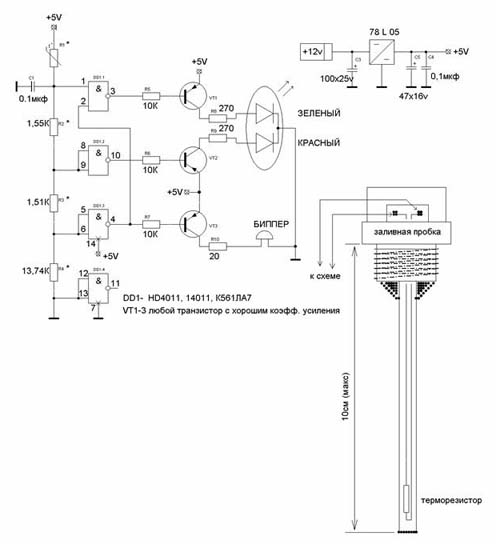 +5V
R1*
C1
0.1мкф
1
2
DD1.1
&
3
R5
10К
VT1
270
R8
R9
270
ЗЕЛЕНЫЙ
КРАСНЫЙ
1,55К
R2*
8
9
DD1.2
&
10
R6
10К
VT2
+5V
1,51К
R3*
5
6
DD1.3
&
4
14
+5V
R7
10К
VT3
R10
20
БИППЕР
13,74К
R4*
12
13
DD1.4
&
11
7
DD1- HD4011, 14011, К561ЛА7
VT1-3 любой транзистор с хорошим коэфф. усиления
+12v
78 L 05
+5V
C3
100x25v
C5
47x16v
C4
0,1мкф
заливная пробка
к схеме
10см (макс)
терморезистор